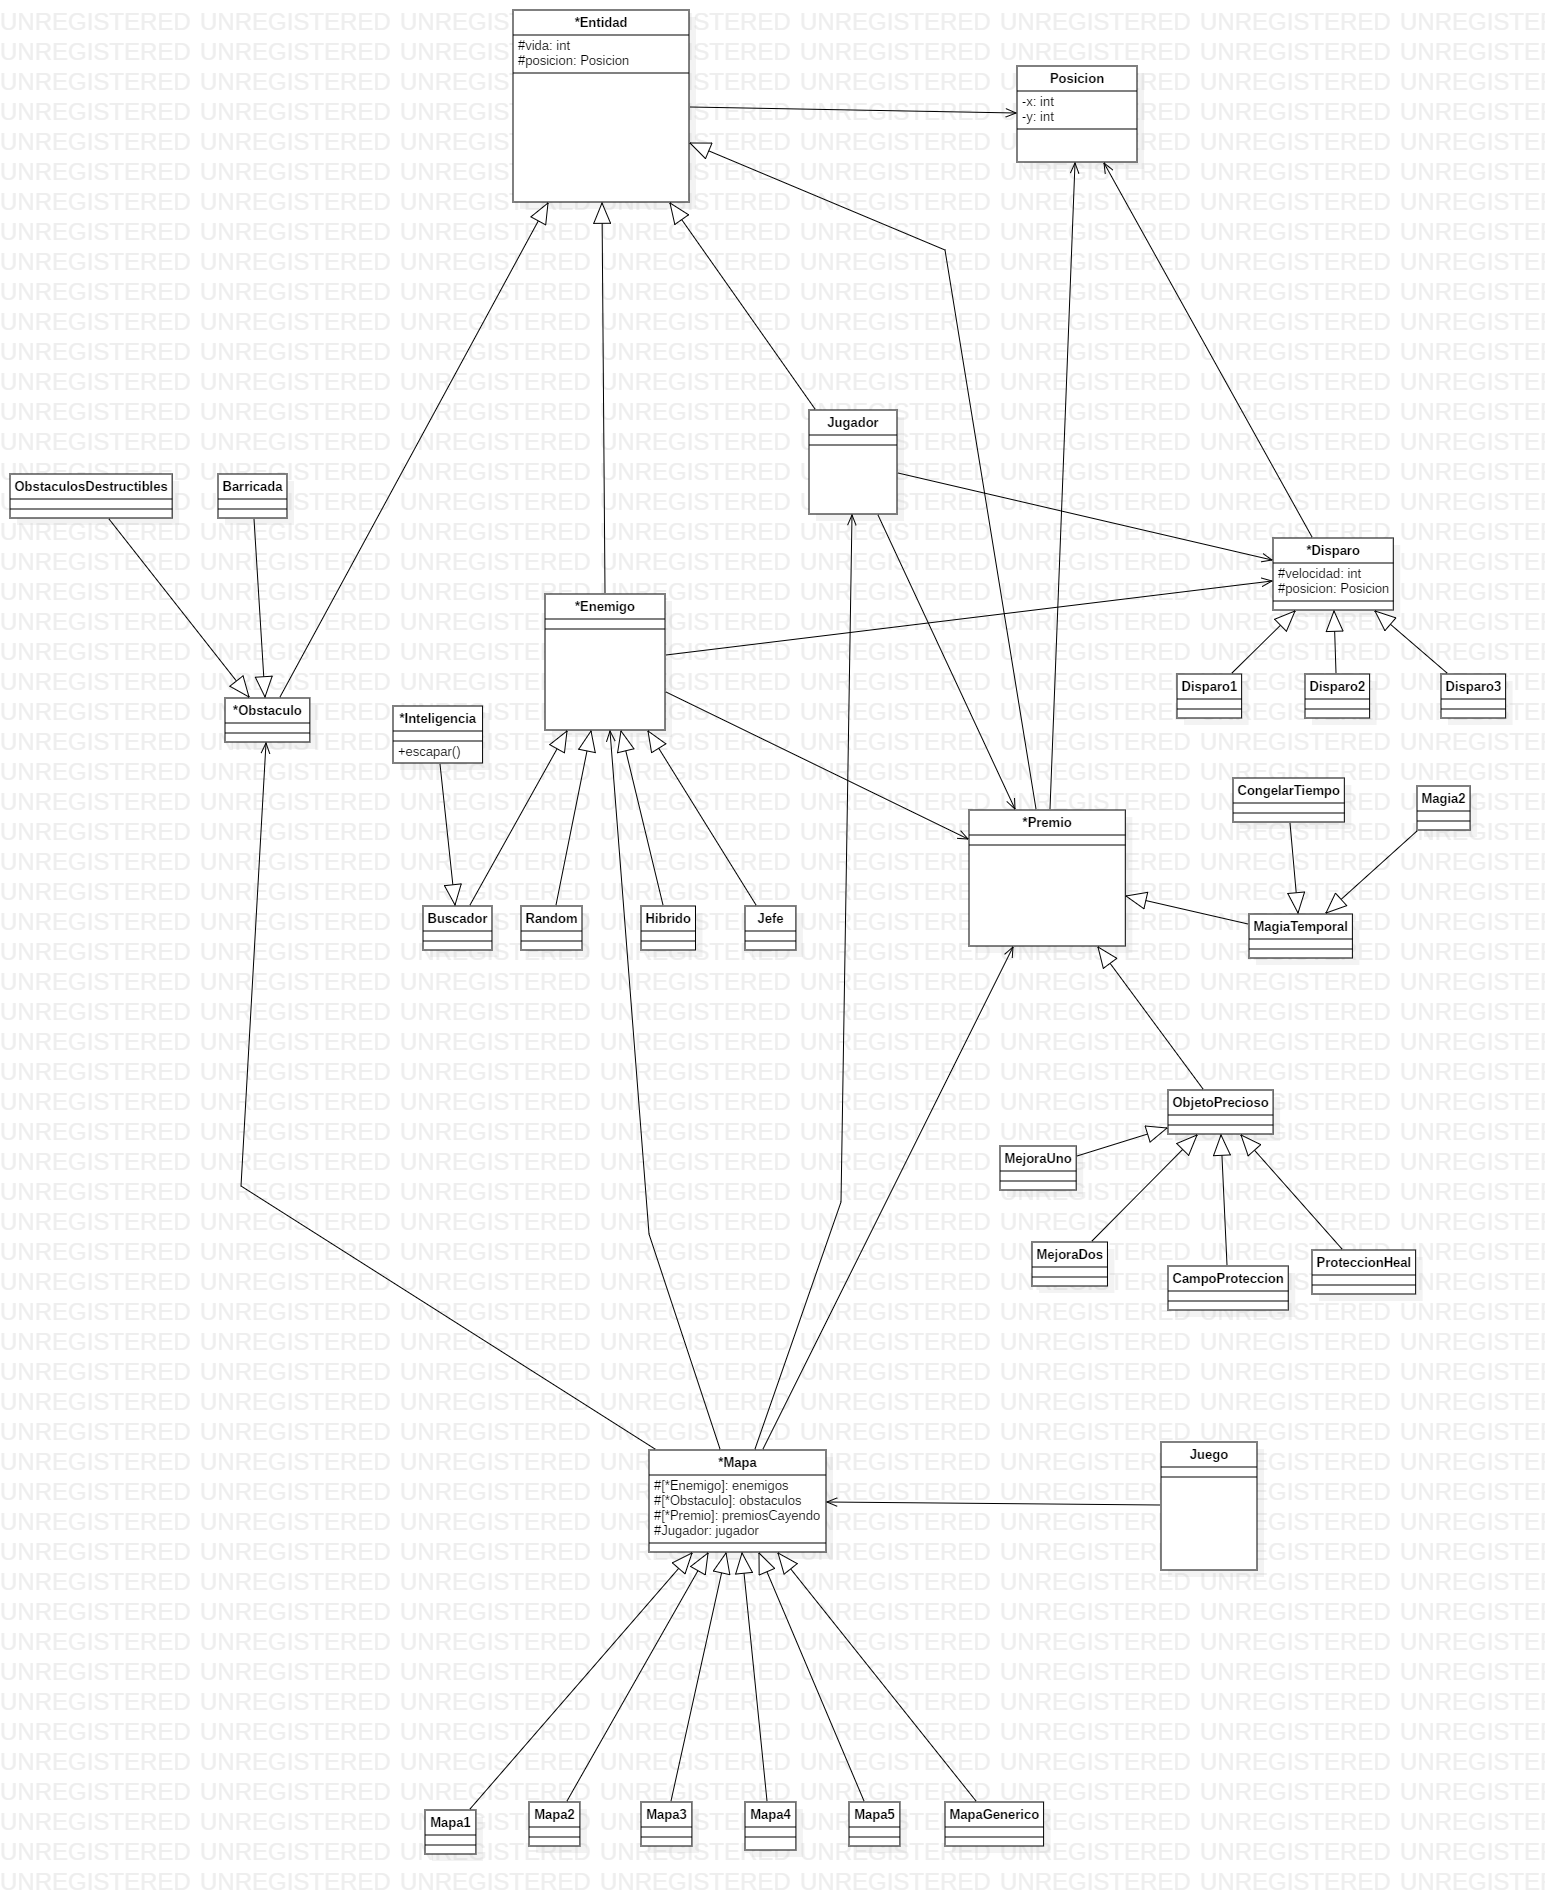 *Entidad
#vida: int
#posicion: Posicion
Posicion
-x: int
-y: int
Jugador
ObstaculosDestructibles
Barricada
*Disparo
#velocidad: int
#posicion: Posicion
*Enemigo
Disparo1
Disparo2
Disparo3
*Obstaculo
*Inteligencia
+escapar()
CongelarTiempo
Magia2
*Premio
Buscador
Random
Hibrido
Jefe
MagiaTemporal
ObjetoPrecioso
MejoraUno
MejoraDos
CampoProteccion
ProteccionHeal
*Mapa
#[*Enemigo]: enemigos
#[*Obstaculo]: obstaculos
#[*Premio]: premiosCayendo
#Jugador: jugador
Juego
Mapa1
Mapa2
Mapa3
Mapa4
Mapa5
MapaGenerico
UNREGISTERED